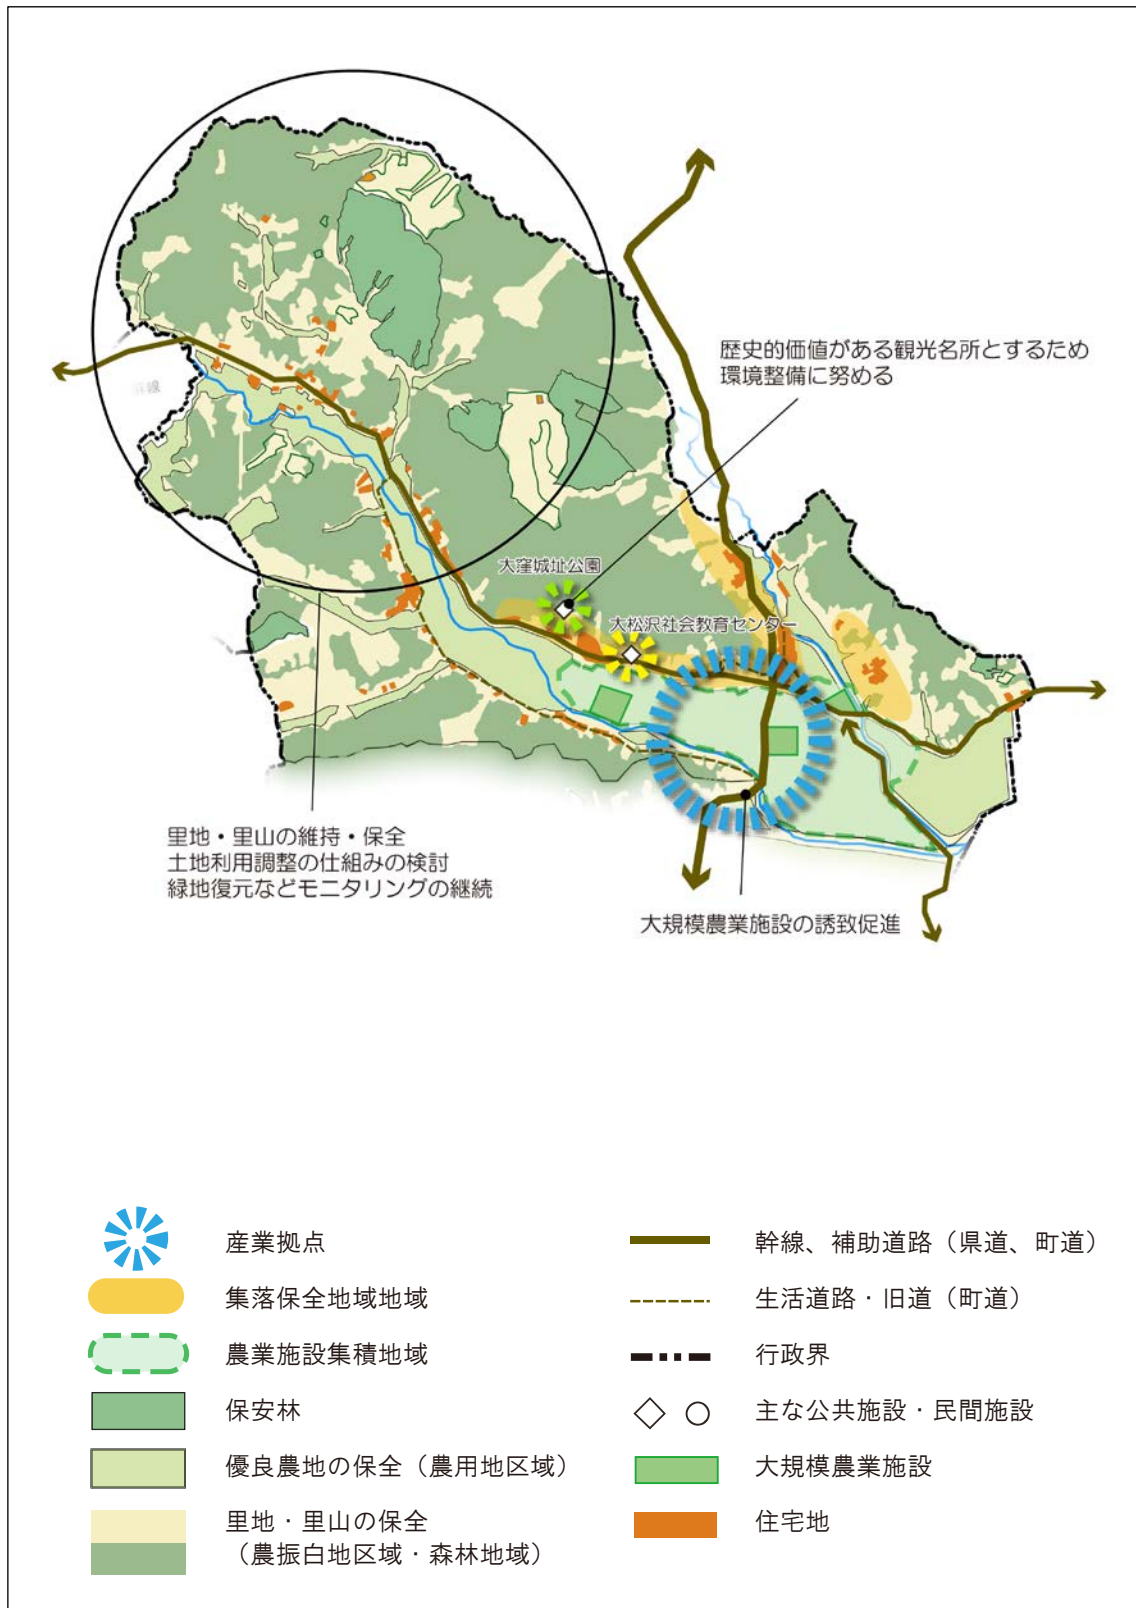 歴史的価値がある観光名所とするため
環境整備に努める
大窪城址公園
大松沢社会教育センター
里地・里山の維持・保全
土地利用調整の仕組みの検討
緑地復元などモニタリングの継続
大規模農業施設の誘致促進
産業拠点
集落保全地域地域
農業施設集積地域
保安林
優良農地の保全（農用地区域）
里地・里山の保全
（農振白地区域・森林地域）
幹線、補助道路（県道、町道）
生活道路・旧道（町道）
行政界
主な公共施設・民間施設
大規模農業施設
住宅地